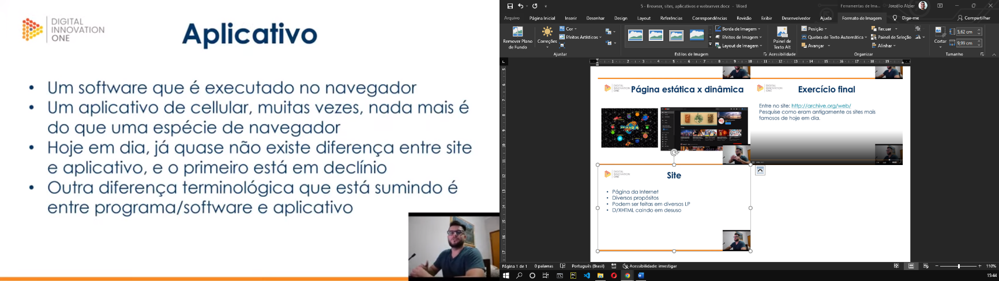 DIGITAL
INNOVATION
ONE
Aplicativo
• Um software que é executado no navegador
• Um aplicativo de cellular, muitas vezes, nada mais é
do que uma espécie de navegador
• Hoje em dia, já quase não existe diferença entre site
e aplicativo, e o primeiro está em declínio
• Outra diferença terminológica que está sumindo é
entre programa/software e aplicativo
5 - Browser, sites, aplicativos e webserver.docx - Word
Ferramentas de Ima...
Jorzélio Alzier
Arquivo Página Inicial Inserir Desenhar Design Layout Referências Correspondências Revisão Exibir Desenvolvedor Ajuda Formato de Imagem Diga-me Compartilhar
Remover Plano
de Fundo
Correções
Cor
Efeitos Artísticos
Ajustar
Estilos de Imagem
Borda de Imagem
Efeitos de Imagem
Layout de Imagem
Painel de
Texto Alt
Acessibilidade
Posição
Quebra de Texto Automática
Avançar
Recuar
Painel de Seleção
Alinhar
Organizar
Cortar
5,62 cm
9,99 cm
Tamanho
DIGITAL
INNOVATION
ONE
Página estática x dinâmica
DIGITAL
INNOVATION
ONE
Exercício final
Entre no site: http://archive.org/web/
Pesquise como eram antigamente os sites mais
famosos de hoje em dia.
DIGITAL
INNOVATION
ONE
Site
• Página da Internet
• Diversos propósitos
• Podem ser feitas em diversas LP
• D/XHTML caindo em desuso
Página 1 de 1 0 palavras Português (Brasil) Acessibilidade: investigar 110%
15:44